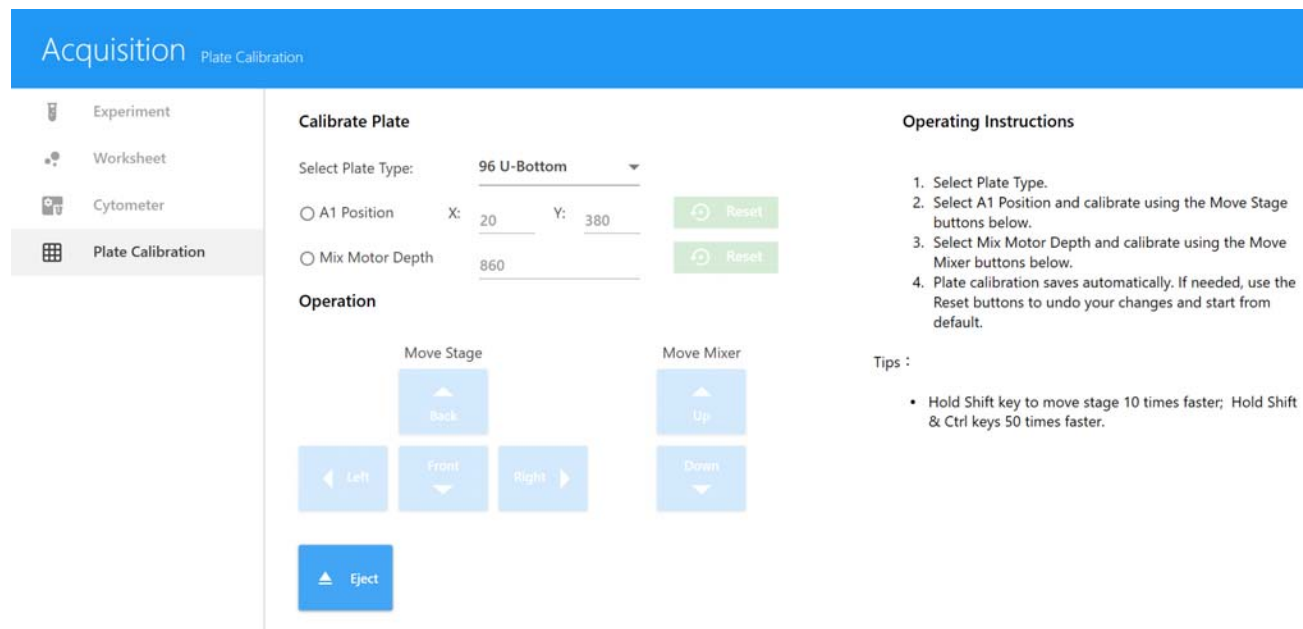 Acquisition Plate Calibration
Experiment
Worksheet
Cytometer
Plate Calibration
Calibrate Plate
Select Plate Type: 96 U-Bottom
A1 Position X: 20 Y: 380 Reset
Mix Motor Depth 860 Reset
Operation
Move Stage Move Mixer
Back Up
Left Front Right Down
Eject
Operating Instructions
1. Select Plate Type.
2. Select A1 Position and calibrate using the Move Stage
buttons below.
3. Select Mix Motor Depth and calibrate using the Move
Mixer buttons below.
4. Plate calibration saves automatically. If needed, use the
Reset buttons to undo your changes and start from
default.
Tips：
• Hold Shift key to move stage 10 times faster; Hold Shift
& Ctrl keys 50 times faster.